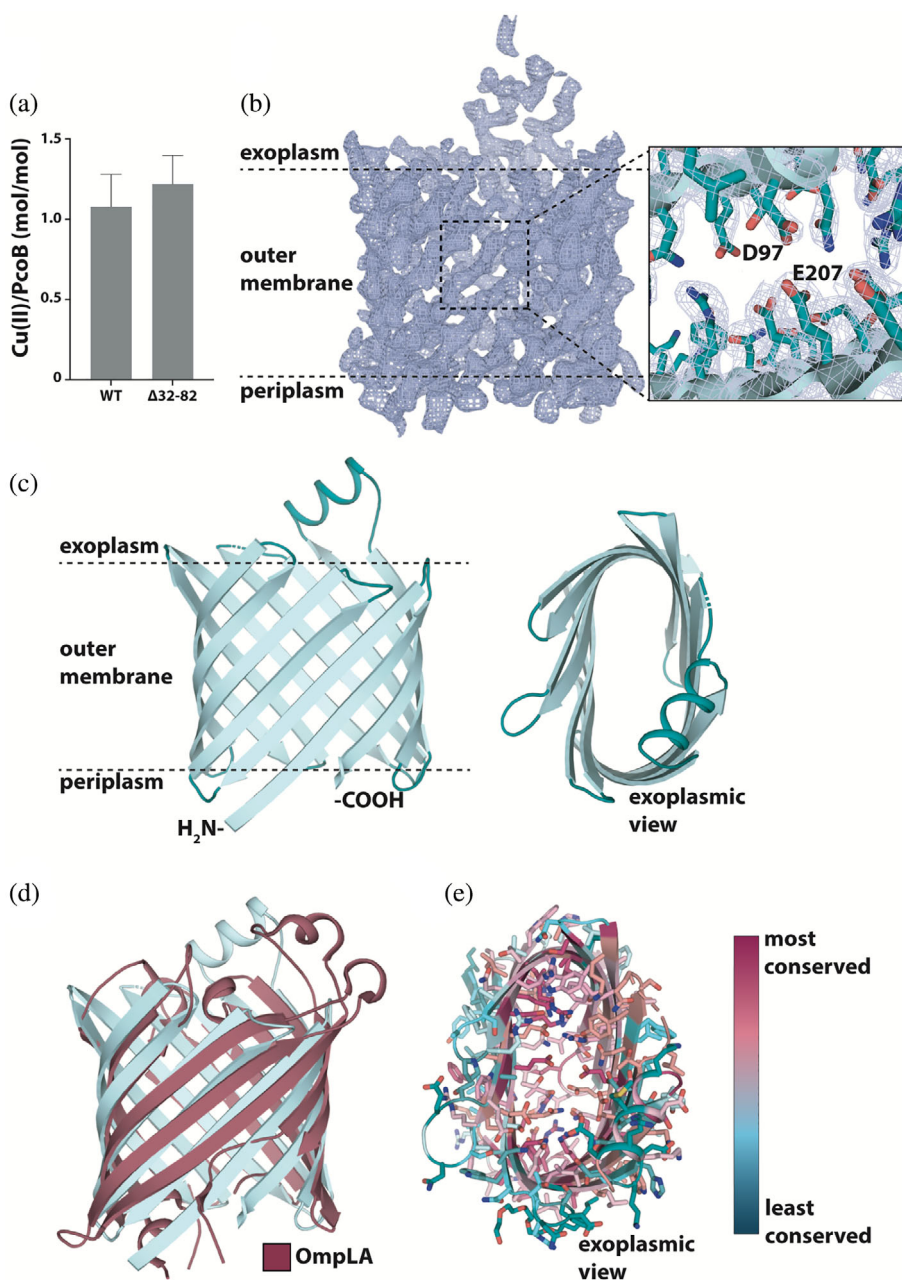 (a)
Cu(II)/PcoB (mol/mol)
1.5
1.0
0.5
0
WT
Δ32-82
(b)
exoplasm
outer
membrane
periplasm
D97
E207
(c)
exoplasm
outer
membrane
periplasm
H2N-
-COOH
exoplasmic
view
(d)
OmpLA
(e)
exoplasmic
view
most
conserved
least
conserved